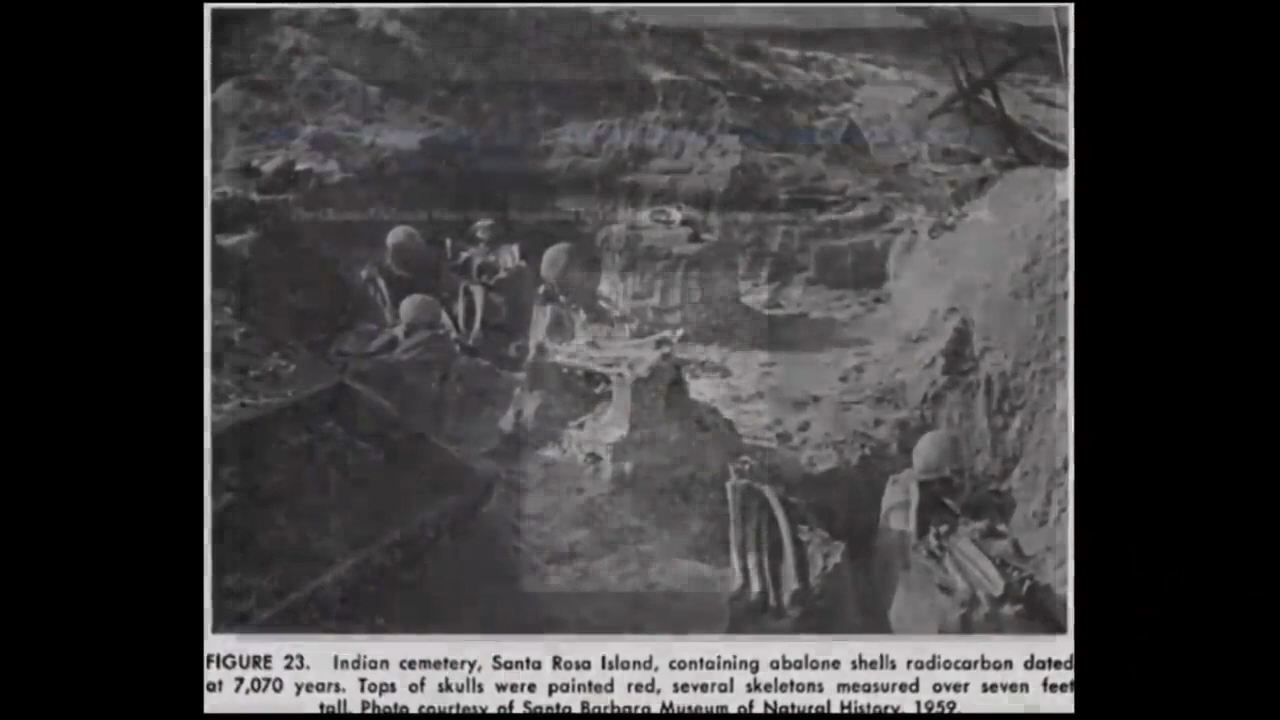 FIGURE 23. Indian cemetery, Santa Rosa Island, containing abalone shells radiocarbon dated
at 7,070 years. Tops of skulls were painted red, several skeletons measured over seven feet
tall. Photo courtesy of Santa Barbara Museum of Natural History, 1959.